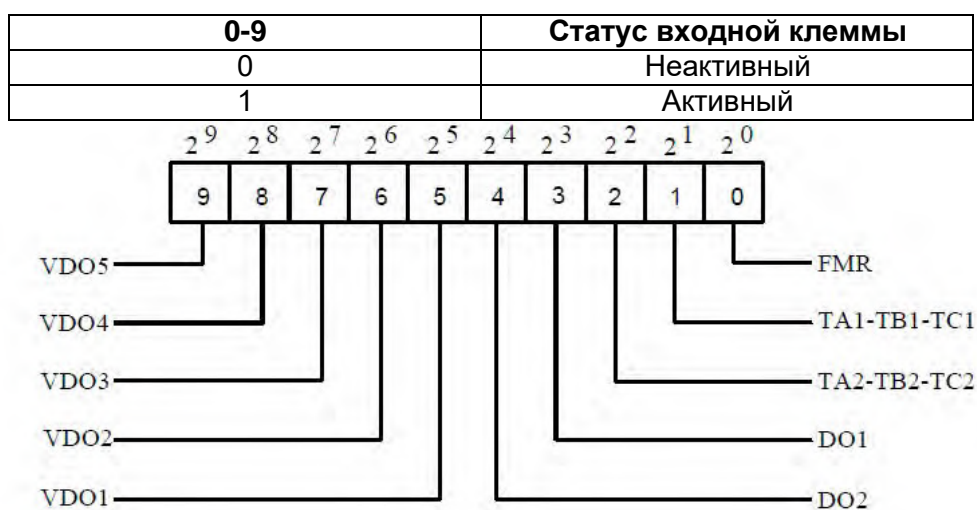 0-9 Статус входной клеммы
0 Неактивный
1 Активный
2^9 2^8 2^7 2^6 2^5 2^4 2^3 2^2 2^1 2^0
9 8 7 6 5 4 3 2 1 0
VDO5 FMR
VDO4 TA1-TB1-TC1
VDO3 TA2-TB2-TC2
VDO2 DO1
VDO1 DO2